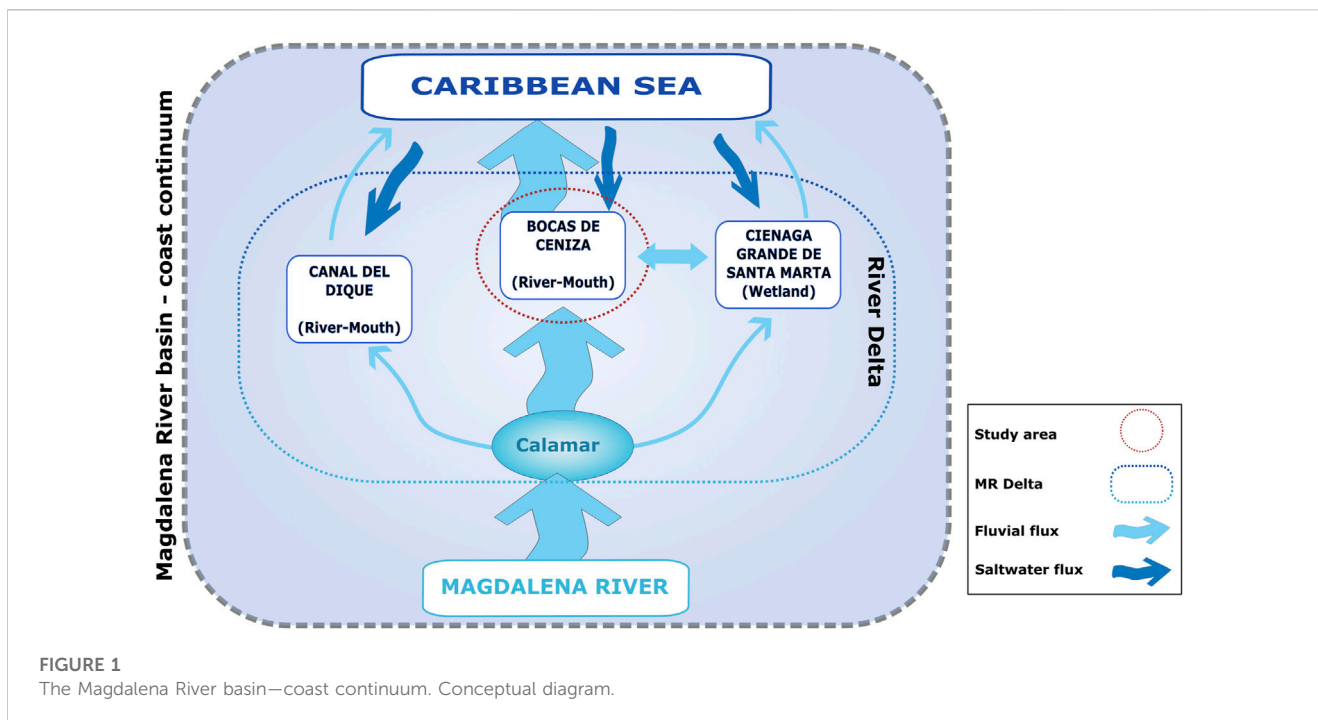 CARIBBEAN SEA
Magdalena River basin - coast continuum
BOCAS DE
CENIZA
(River-Mouth)
CIENAGA
GRANDE DE
SANTA MARTA
(Wetland)
CANAL DEL
DIQUE
(River-Mouth)
River Delta
Calamar
MAGDALENA RIVER
Study area
MR Delta
Fluvial flux
Saltwater flux
FIGURE 1
The Magdalena River basin—coast continuum. Conceptual diagram.